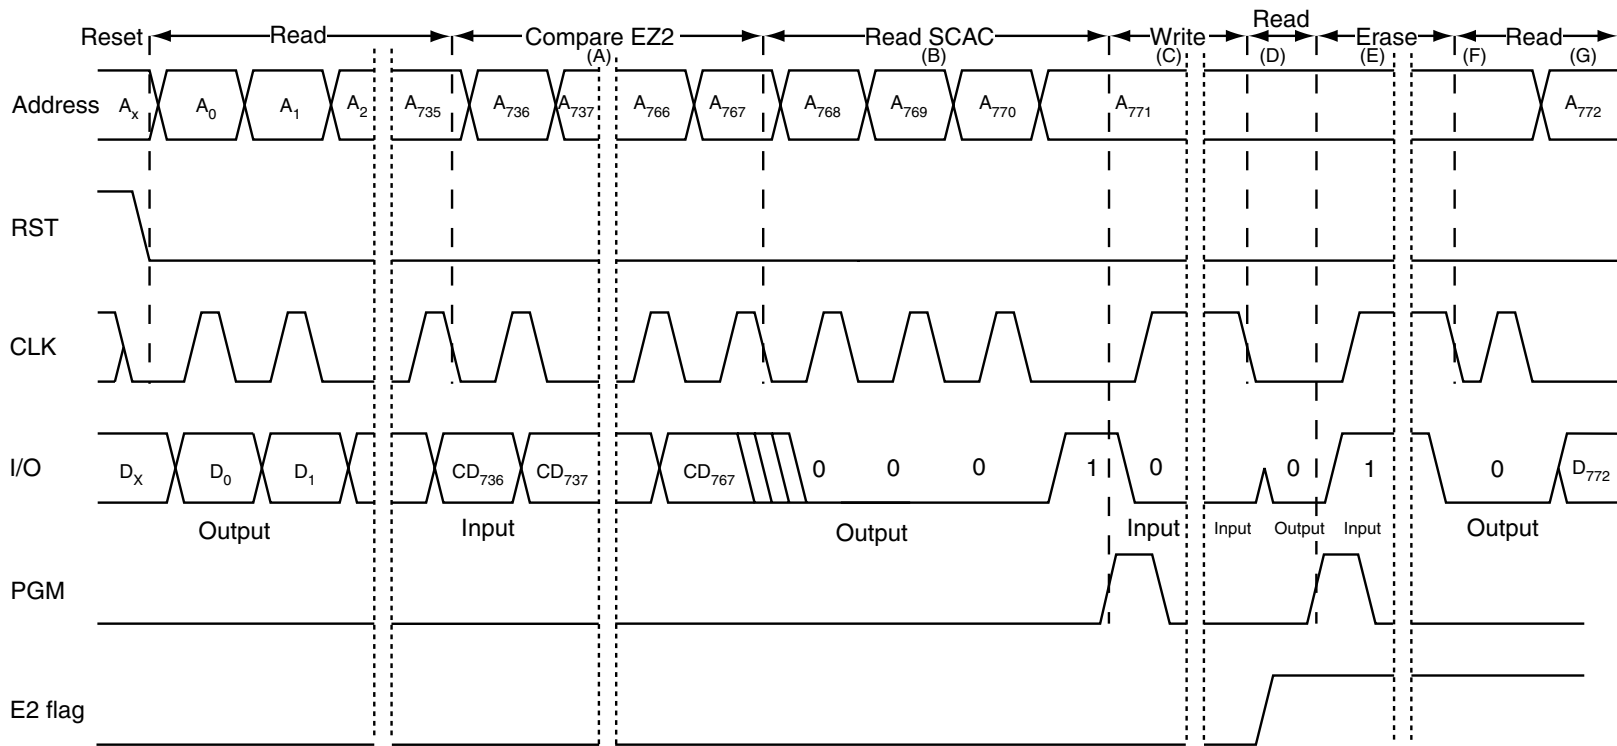 Reset Read Compare EZ2 Read SCAC Write Read Erase Read
(A) (B) (C) (D) (E) (F) (G)
Address Ax A0 A1 A2 A735 A736 A737 A766 A767 A768 A769 A770 A771 A772
RST
CLK
I/O DX D0 D1 CD736 CD737 CD767 0 0 0 1 0 0 1 0 D772
Output Input Output Input Input Output Input Output
PGM
E2 flag